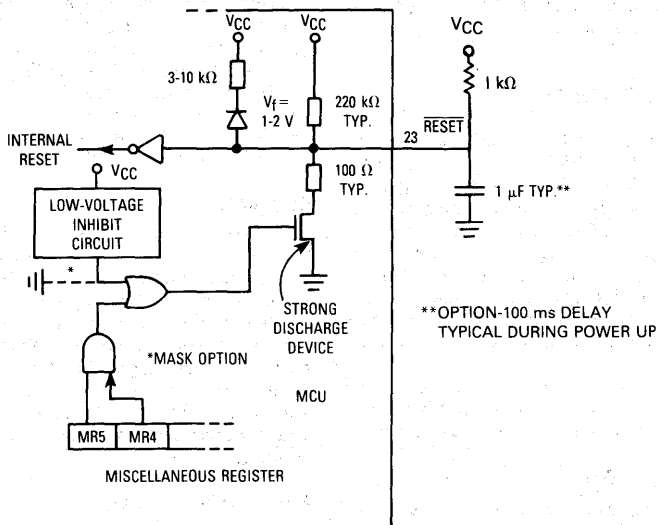 VCC
VCC
VCC
3-10 kΩ
Vf =
1-2 V
220 kΩ
TYP.
1 kΩ
INTERNAL
RESET
23
RESET
VCC
100 Ω
TYP.
1 µF TYP.**
LOW-VOLTAGE
INHIBIT
CIRCUIT
*
STRONG
DISCHARGE
DEVICE
**OPTION-100 ms DELAY
TYPICAL DURING POWER UP
*MASK OPTION
MCU
MR5
MR4
MISCELLANEOUS REGISTER